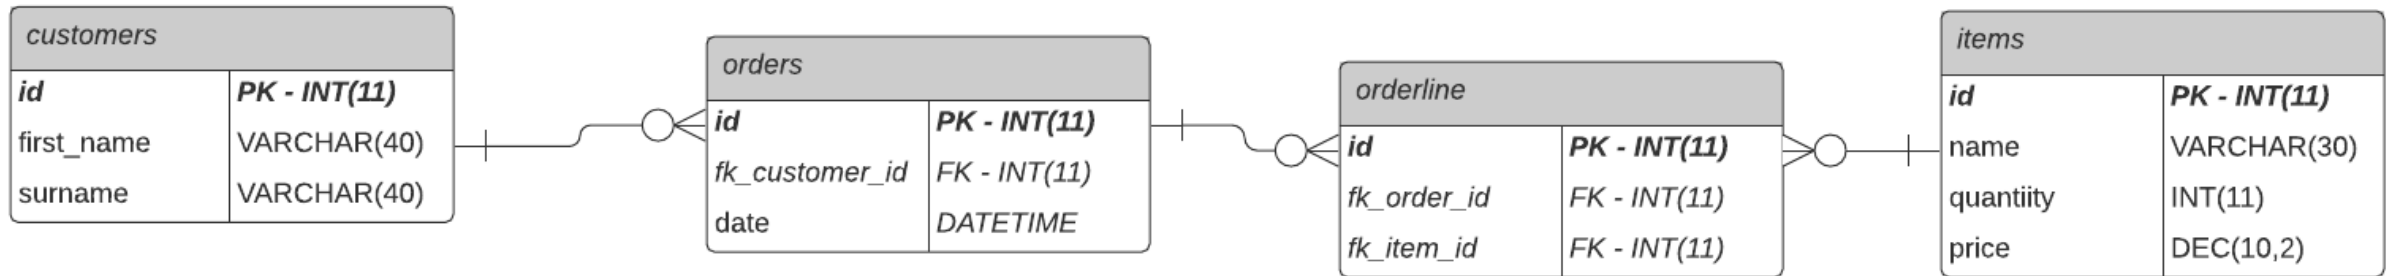 customers
id PK - INT(11)
first_name VARCHAR(40)
surname VARCHAR(40)
orders
id PK - INT(11)
fk_customer_id FK - INT(11)
date DATETIME
orderline
id PK - INT(11)
fk_order_id FK - INT(11)
fk_item_id FK - INT(11)
items
id PK - INT(11)
name VARCHAR(30)
quantiity INT(11)
price DEC(10,2)